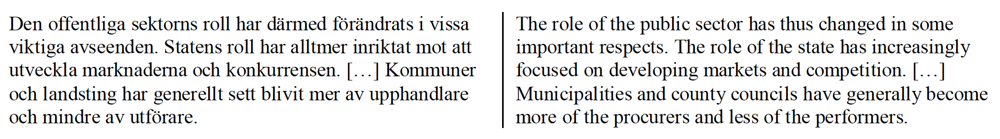 Den offentliga sektorns roll har därmed förändrats i vissa
viktiga avseenden. Statens roll har alltmer inriktat mot att
utveckla marknaderna och konkurrensen. […] Kommuner
och landsting har generellt sett blivit mer av upphandlare
och mindre av utförare.
The role of the public sector has thus changed in some
important respects. The role of the state has increasingly
focused on developing markets and competition. […]
Municipalities and county councils have generally become
more of the procurers and less of the performers.